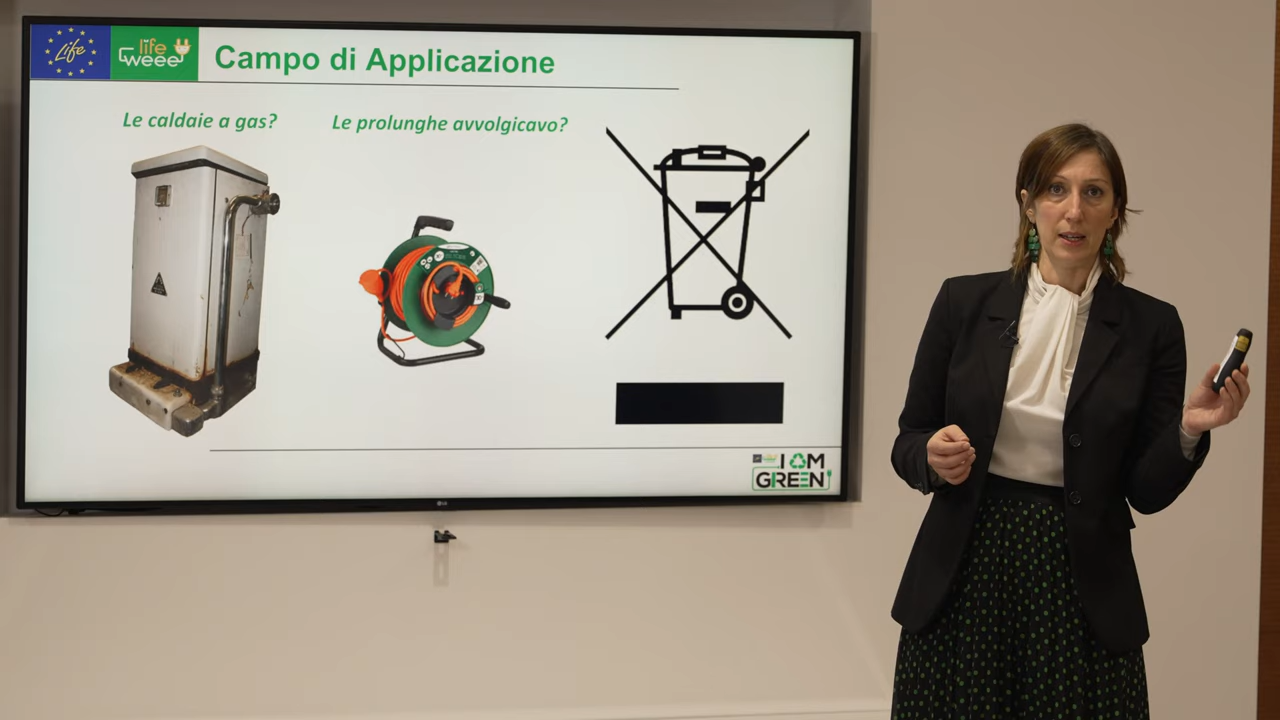 Life
life
weee
Campo di Applicazione
Le caldaie a gas?
Le prolunghe avvolgicavo?
I AM
GREEN
LG